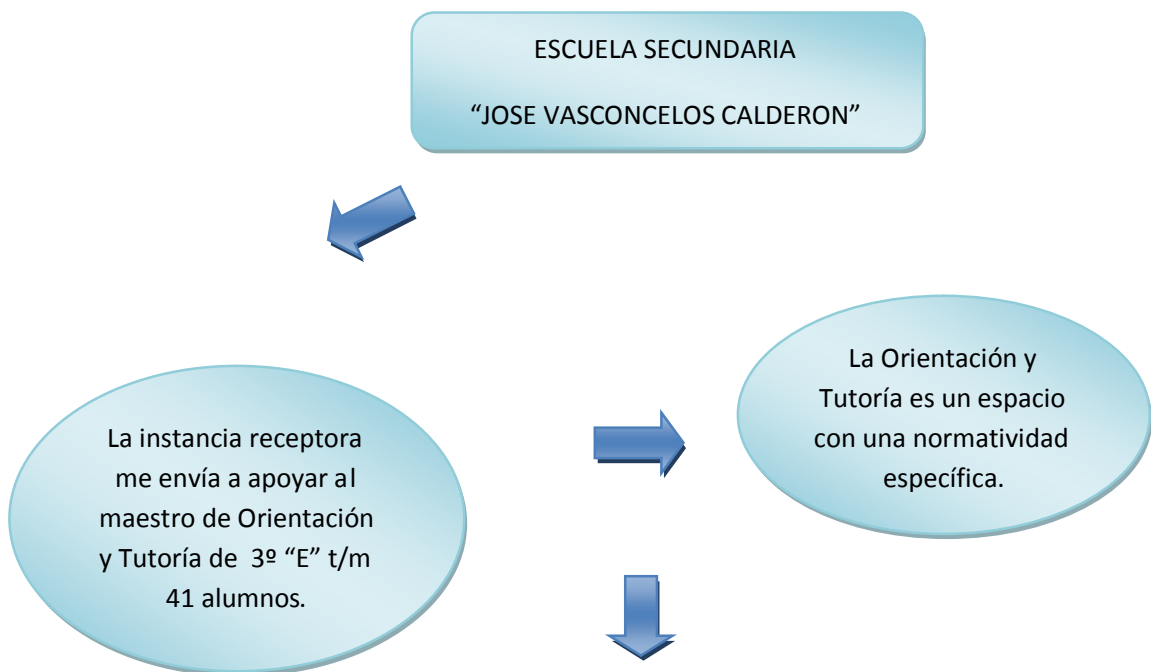 ESCUELA SECUNDARIA
“JOSE VASCONCELOS CALDERON”
La instancia receptora
me envía a apoyar al
maestro de Orientación
y Tutoría de 3º “E” t/m
41 alumnos.
La Orientación y
Tutoría es un espacio
con una normatividad
específica.